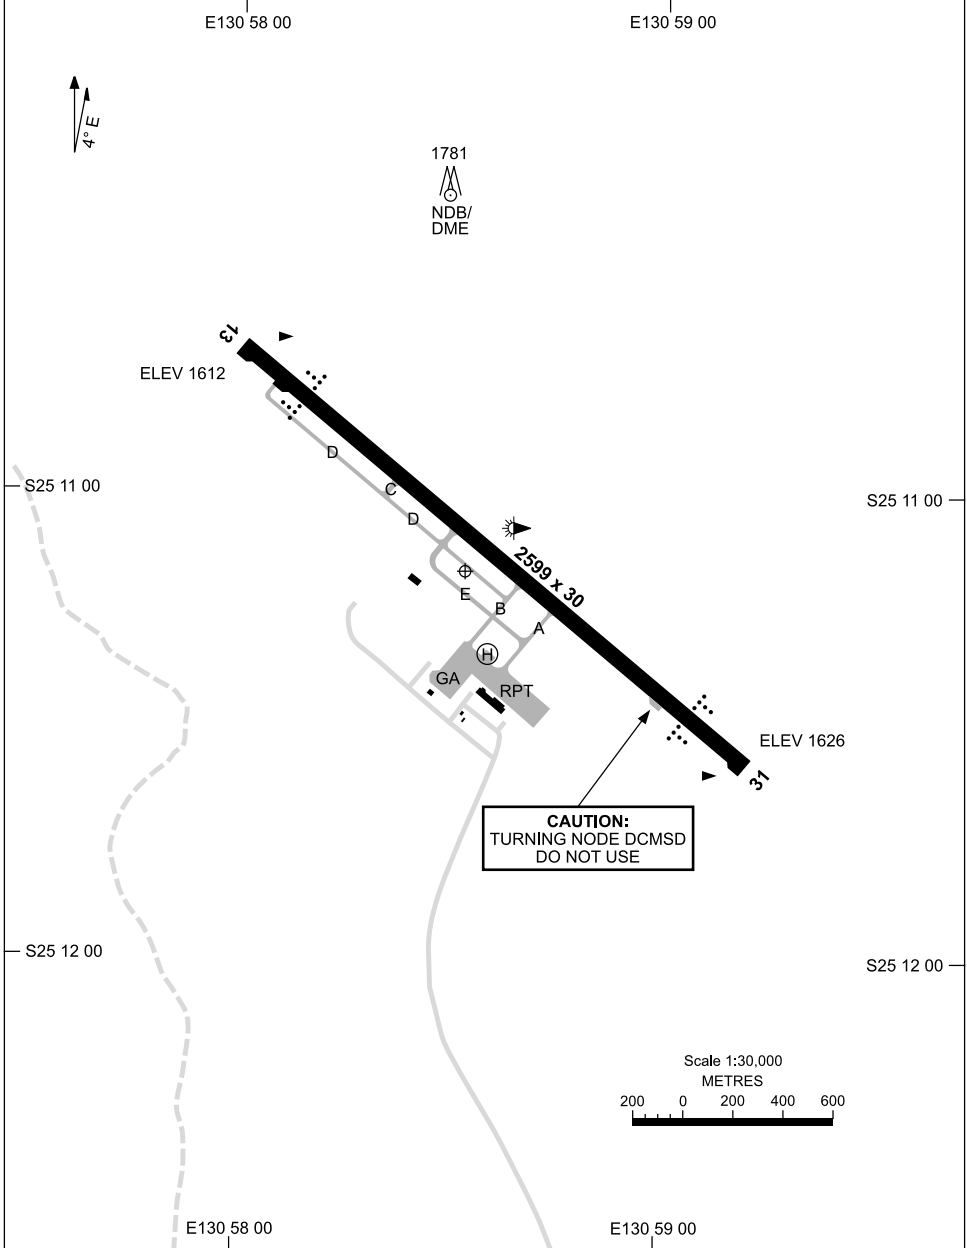 E130 58 00
E130 59 00
4° E
1781
NDB/
DME
13
ELEV 1612
D
S25 11 00
C
S25 11 00
D
2599 x 30
E
B
A
H
GA
RPT
ELEV 1626
31
CAUTION:
TURNING NODE DCMSD
DO NOT USE
S25 12 00
S25 12 00
Scale 1:30,000
METRES
200 0 200 400 600
E130 58 00
E130 59 00